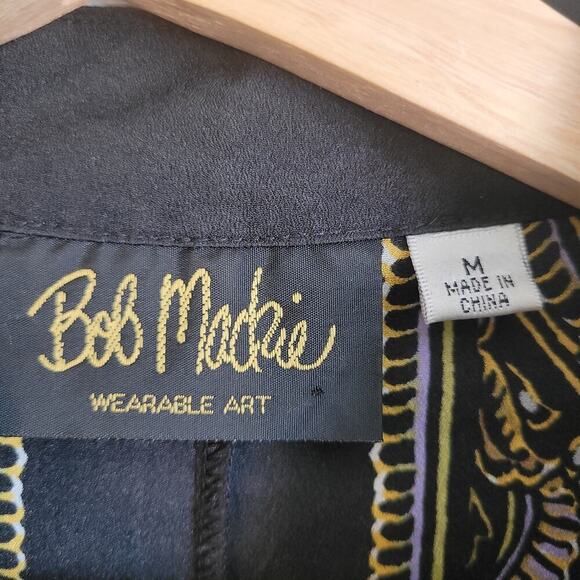 Bob Mackie
WEARABLE ART
M
MADE IN
CHINA